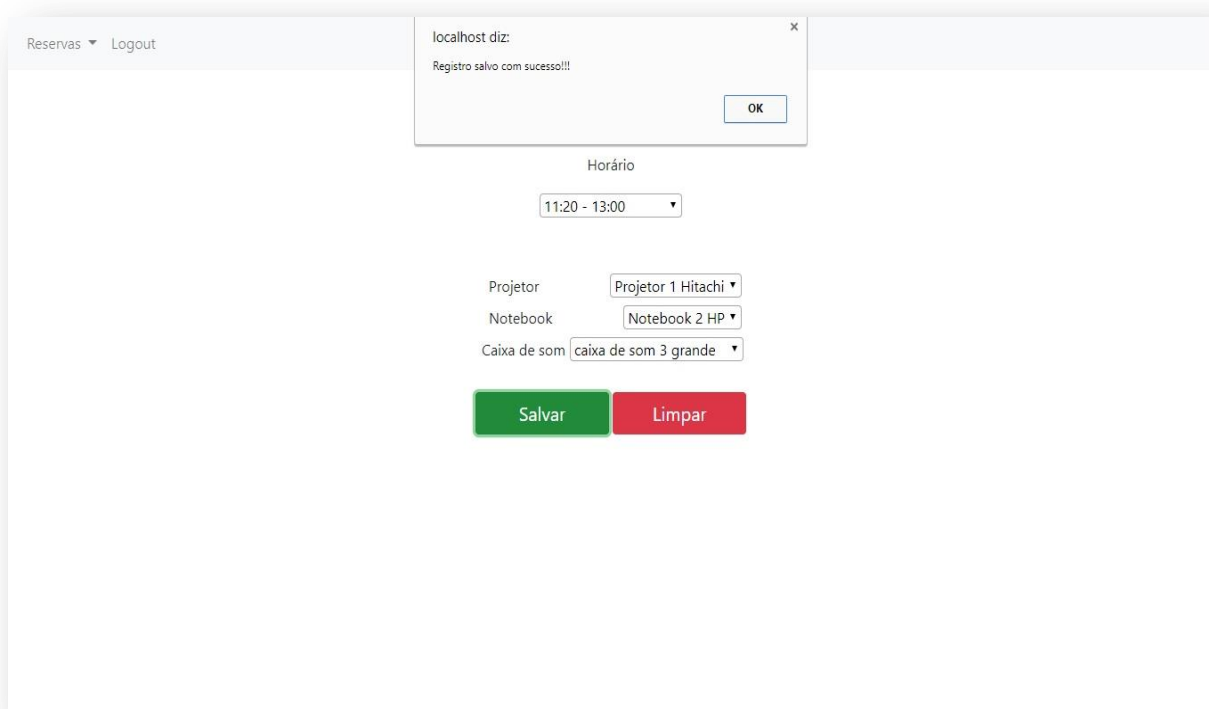 Reservas Logout
localhost diz:
Registro salvo com sucesso!!!
OK
Horário
11:20 - 13:00
Projetor Projetor 1 Hitachi
Notebook Notebook 2 HP
Caixa de som caixa de som 3 grande
Salvar Limpar